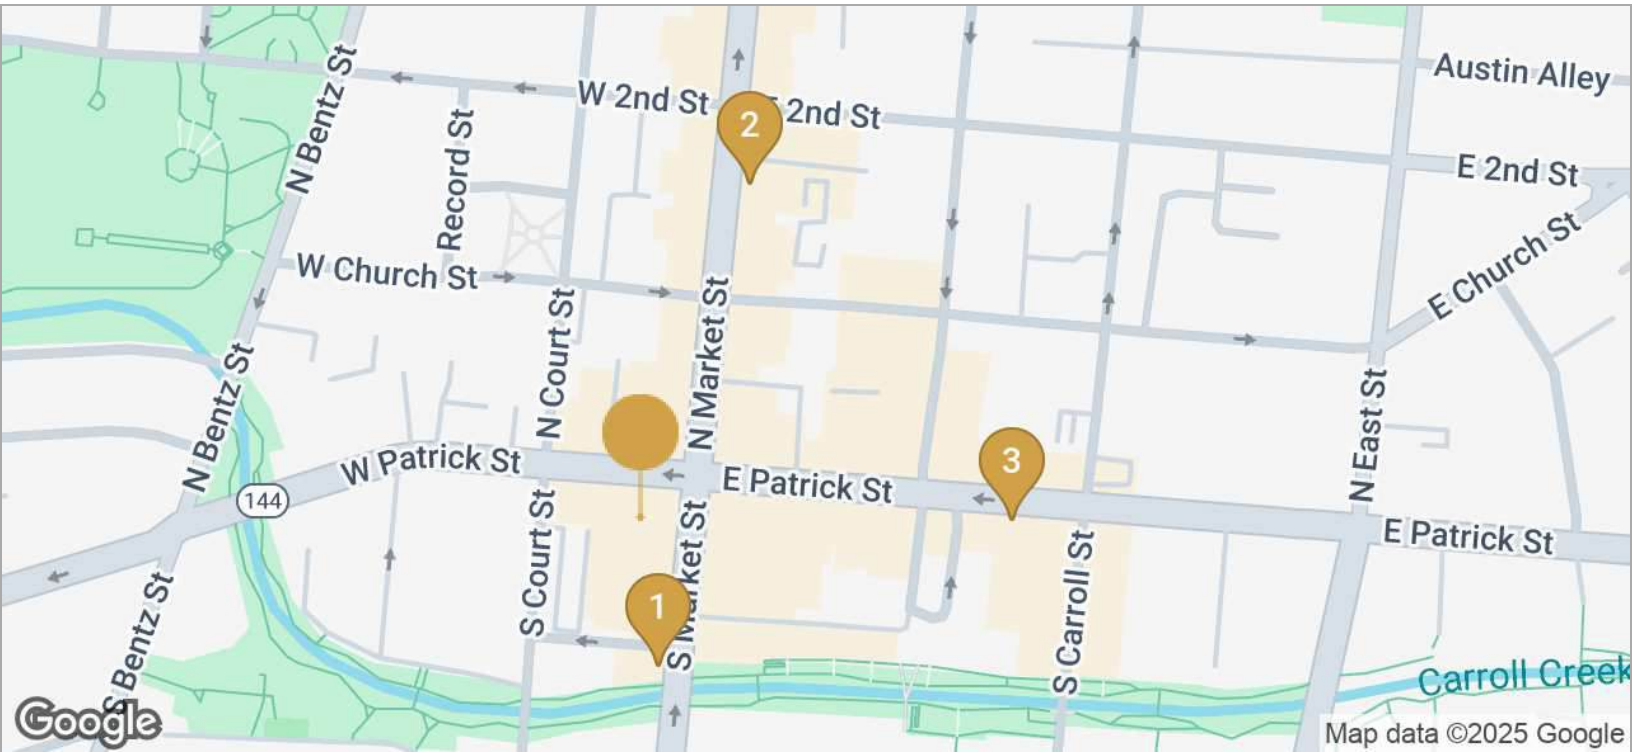 Austin Alley
N Bentz St
W 2nd St
E 2nd St
2
Record St
E 2nd St
E Church St
W Church St
N Court St
N Market St
N Bentz St
N East St
W Patrick St
E Patrick St
3
144
E Patrick St
S Court St
S Market St
1
S Carroll St
S Bentz St
Carroll Creek
Google
Map data ©2025 Google